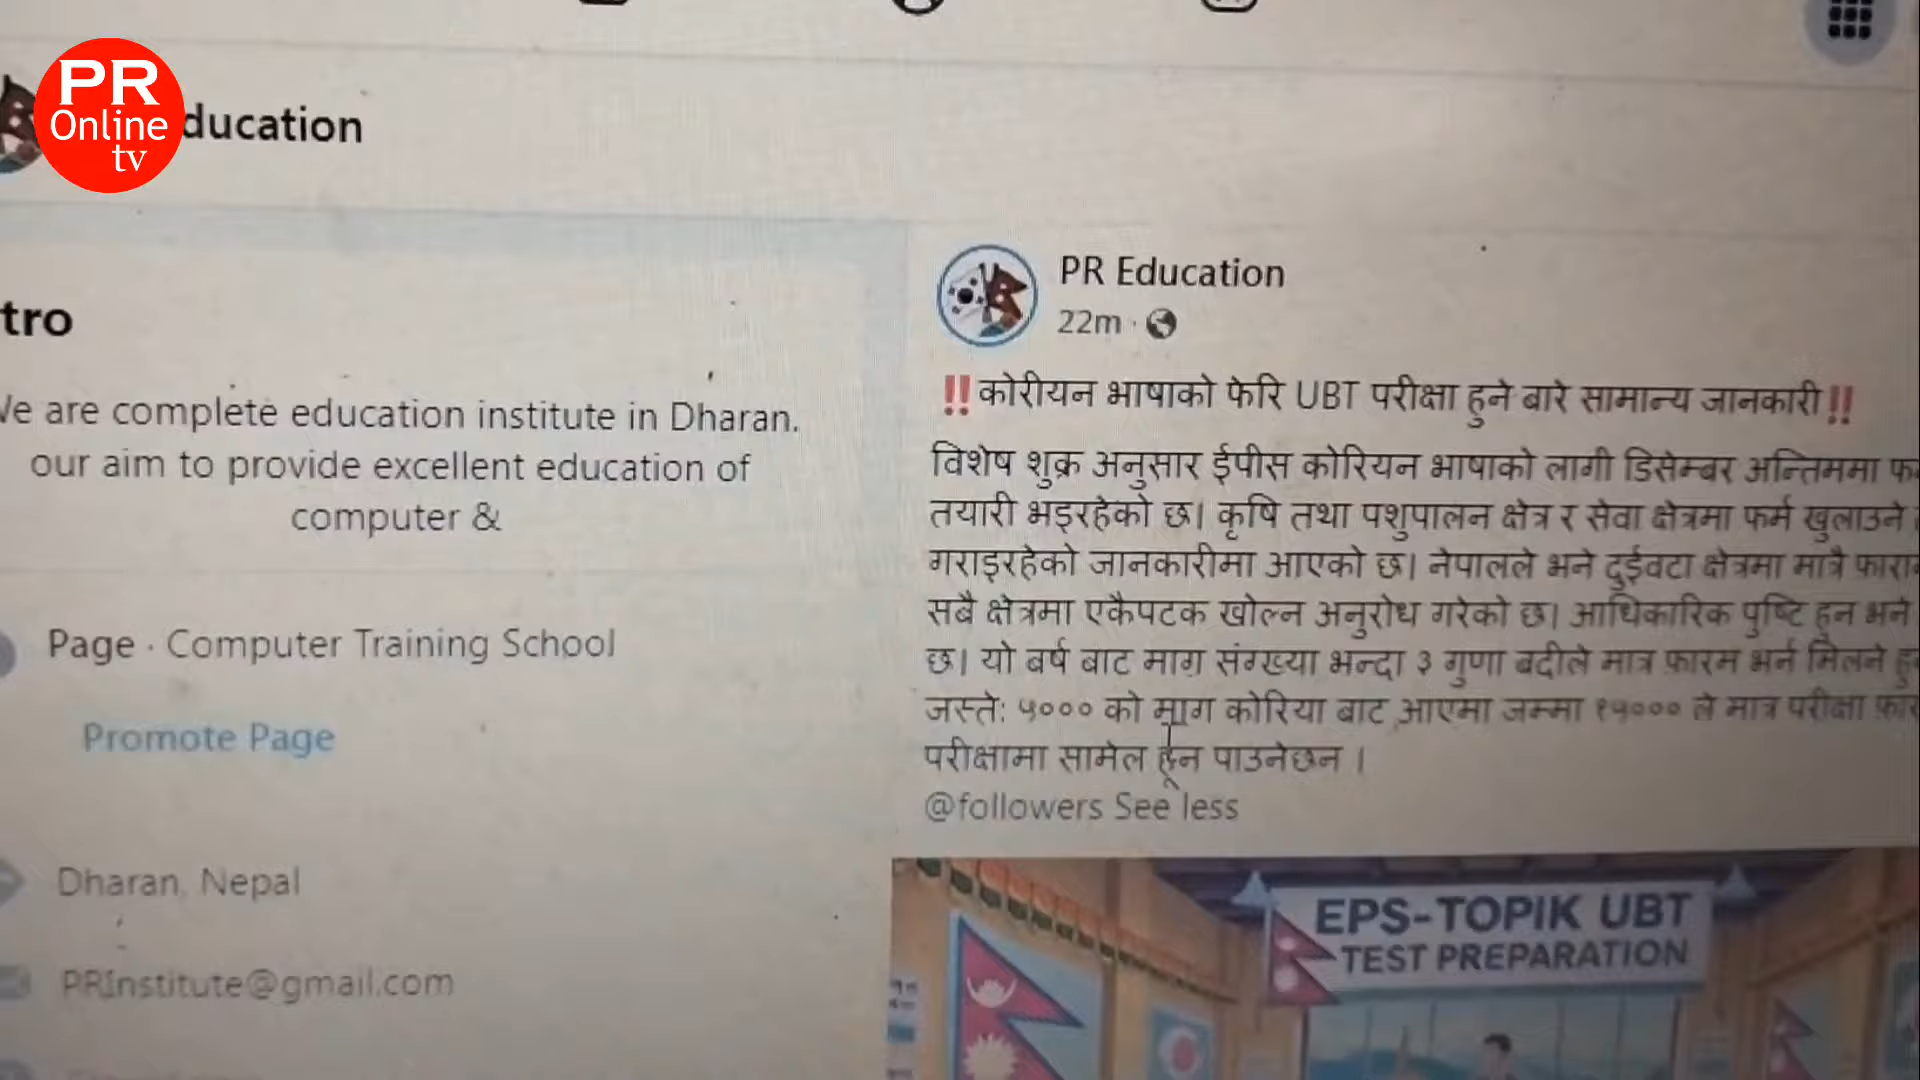 PR
Online
tv
ducation
tro
We are complete education institute in Dharan.
our aim to provide excellent education of
computer &
Page · Computer Training School
Promote Page
Dharan, Nepal
PRInstitute@gmail.com
PR Education
22m ·
‼️कोरीयन भाषाको फेरि UBT परीक्षा हुने बारे सामान्य जानकारी‼️
विशेष शुक्र अनुसार ईपीस कोरियन भाषाको लागी डिसेम्बर अन्तिममा
तयारी भइरहेको छ। कृषि तथा पशुपालन क्षेत्र र सेवा क्षेत्रमा फर्म खुलाउने
गराइरहेको जानकारीमा आएको छ। नेपालले भने दुईवटा क्षेत्रमा मात्रै
सबै क्षेत्रमा एकैपटक खोल्न अनुरोध गरेको छ। आधिकारिक पुष्टि हुन भने
छ। यो बर्ष बाट माग संख्या भन्दा ३ गुणा बढीले मात्र फारम भर्न मिलने
जस्ते: ५००० को माग कोरिया बाट आएमा जम्मा १५००० ले मात्र परीक्षा
परीक्षामा सामेल हून पाउनेछन ।
@followers See less
EPS-TOPIK UBT
TEST PREPARATION